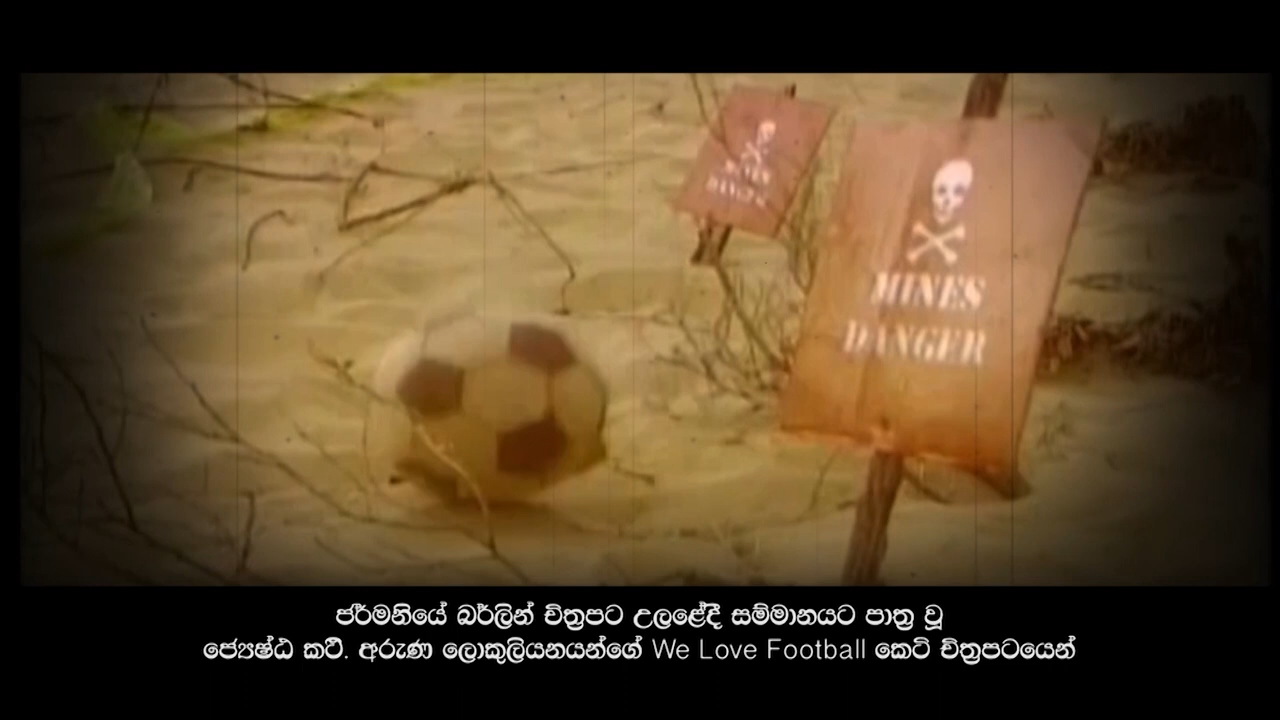 MINES
DANGER
ජර්මනියේ බර්ලින් චිත්‍රපට උලළේදී සම්මානයට පාත්‍ර වූ
ජ්‍යෙෂ්ඨ කථි. අරුණ ලොකුලියනයන්ගේ We Love Football කෙටි චිත්‍රපටයෙන්